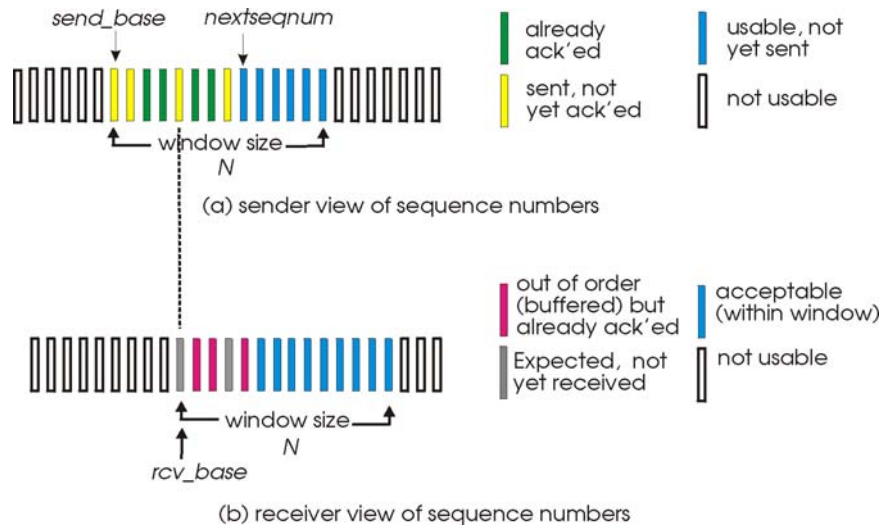 send_base nextseqnum
already
ack'ed
usable, not
yet sent
sent, not
yet ack'ed
not usable
window size
N
(a) sender view of sequence numbers
out of order
(buffered) but
already ack'ed
acceptable
(within window)
Expected, not
yet received
not usable
window size
N
rcv_base
(b) receiver view of sequence numbers